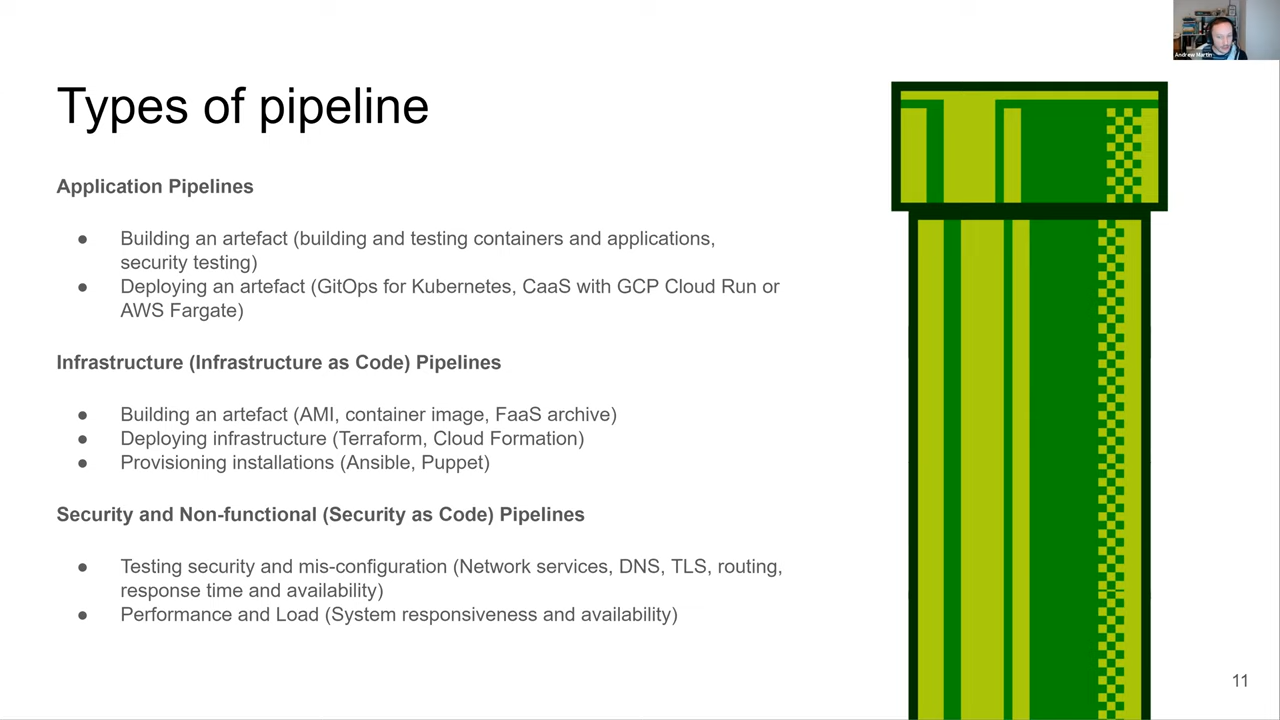 Andrew Martin
Types of pipeline
Application Pipelines
● Building an artefact (building and testing containers and applications,
security testing)
● Deploying an artefact (GitOps for Kubernetes, CaaS with GCP Cloud Run or
AWS Fargate)
Infrastructure (Infrastructure as Code) Pipelines
● Building an artefact (AMI, container image, FaaS archive)
● Deploying infrastructure (Terraform, Cloud Formation)
● Provisioning installations (Ansible, Puppet)
Security and Non-functional (Security as Code) Pipelines
● Testing security and mis-configuration (Network services, DNS, TLS, routing,
response time and availability)
● Performance and Load (System responsiveness and availability)
11